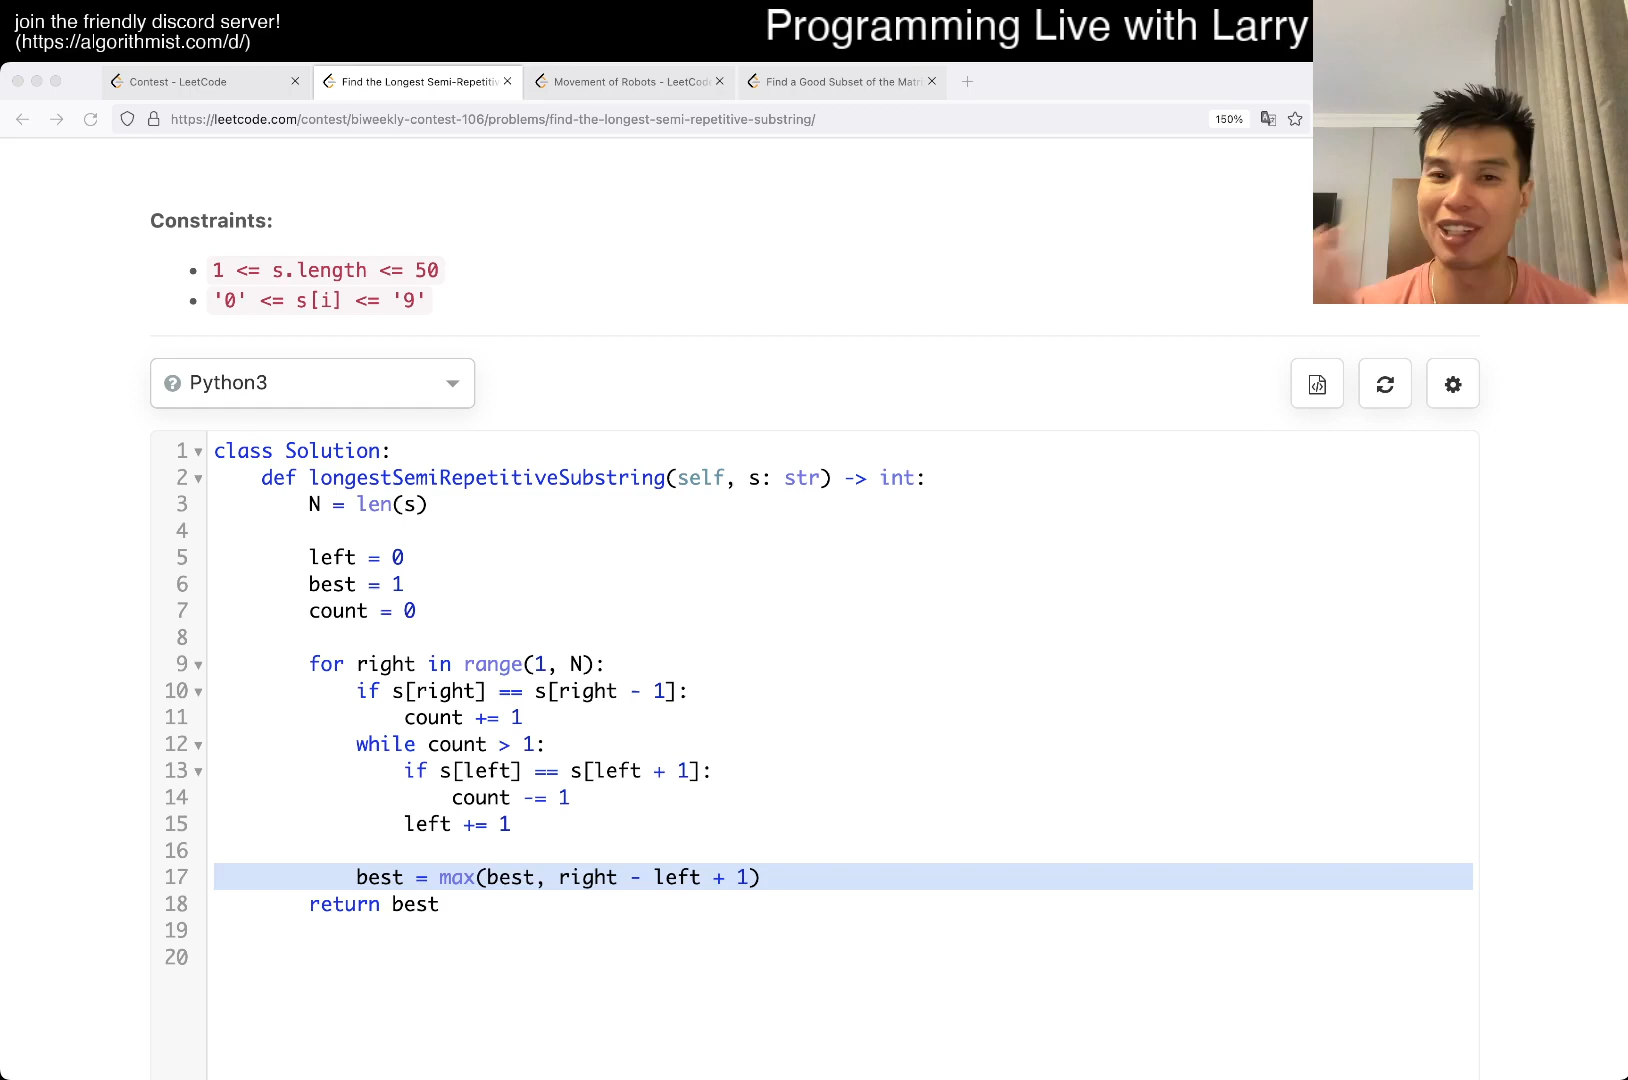 join the friendly discord server!
(https://algorithmist.com/d/)
Programming Live with Larry
Contest - LeetCode
Find the Longest Semi-Repetitiv
Movement of Robots - LeetCod
Find a Good Subset of the Matri
https://leetcode.com/contest/biweekly-contest-106/problems/find-the-longest-semi-repetitive-substring/
150%
Constraints:
1 <= s.length <= 50
'0' <= s[i] <= '9'
Python3
1 class Solution:
2     def longestSemiRepetitiveSubstring(self, s: str) -> int:
3         N = len(s)
4
5         left = 0
6         best = 1
7         count = 0
8
9         for right in range(1, N):
10             if s[right] == s[right - 1]:
11                 count += 1
12             while count > 1:
13                 if s[left] == s[left + 1]:
14                     count -= 1
15                 left += 1
16
17             best = max(best, right - left + 1)
18         return best
19
20